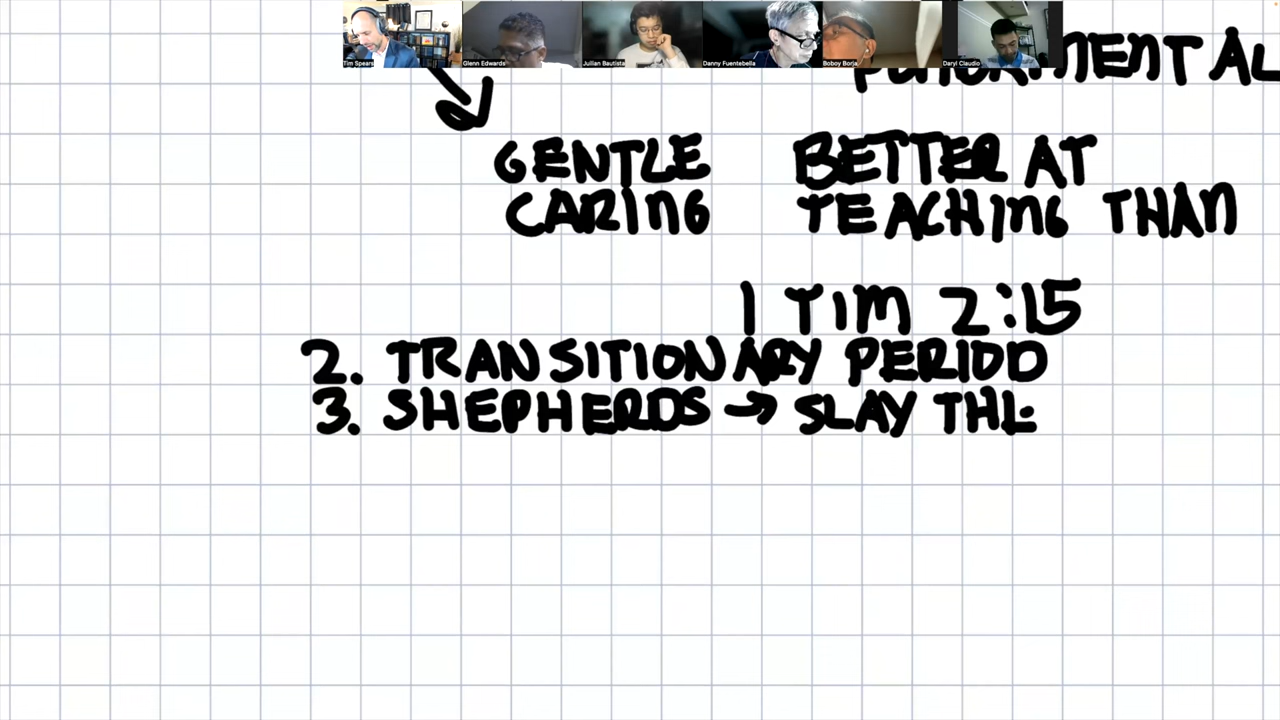 Tim Spears
Glenn Edwards
Julian Bautista
Danny Fuentebella
Boboy Borja
Daryl Claudio
GENTLE BETTER AT
CARING TEACHING THAN
1 TIM 2:15
2. TRANSITIONARY PERIOD
3. SHEPHERDS → SLAY THE